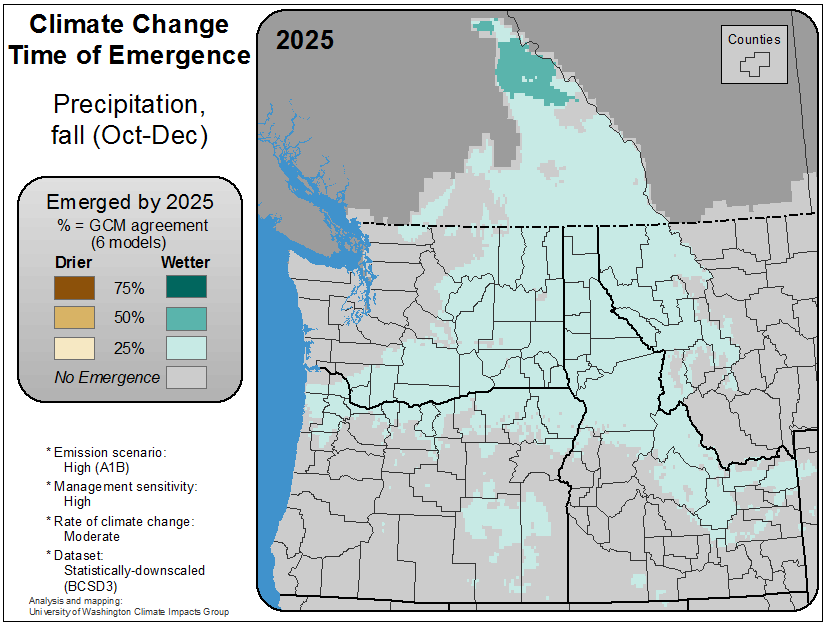 Climate Change
Time of Emergence
Precipitation,
fall (Oct-Dec)
Emerged by 2025
% = GCM agreement
(6 models)
Drier Wetter
75%
50%
25%
No Emergence
* Emission scenario:
High (A1B)
* Management sensitivity:
High
* Rate of climate change:
Moderate
* Dataset:
Statistically-downscaled
(BCSD3)
Analysis and mapping:
University of Washington Climate Impacts Group
2025
Counties